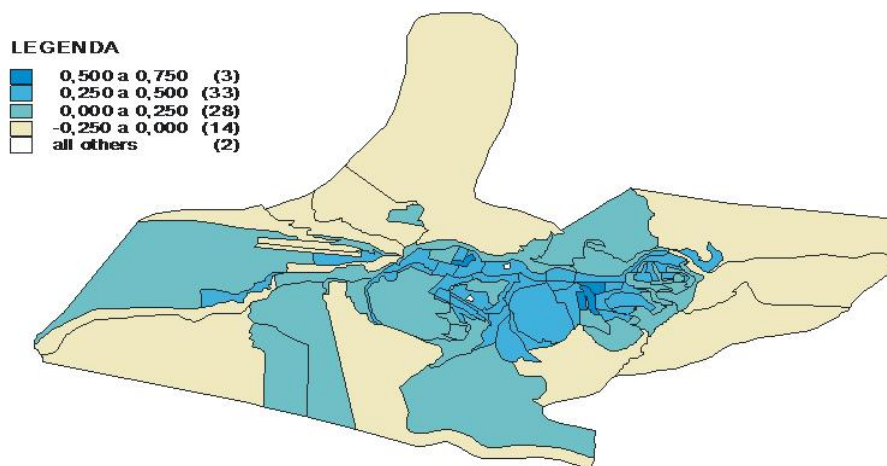 LEGENDA
0,500 a 0,750 (3)
0,250 a 0,500 (33)
0,000 a 0,250 (28)
-0,250 a 0,000 (14)
all others (2)